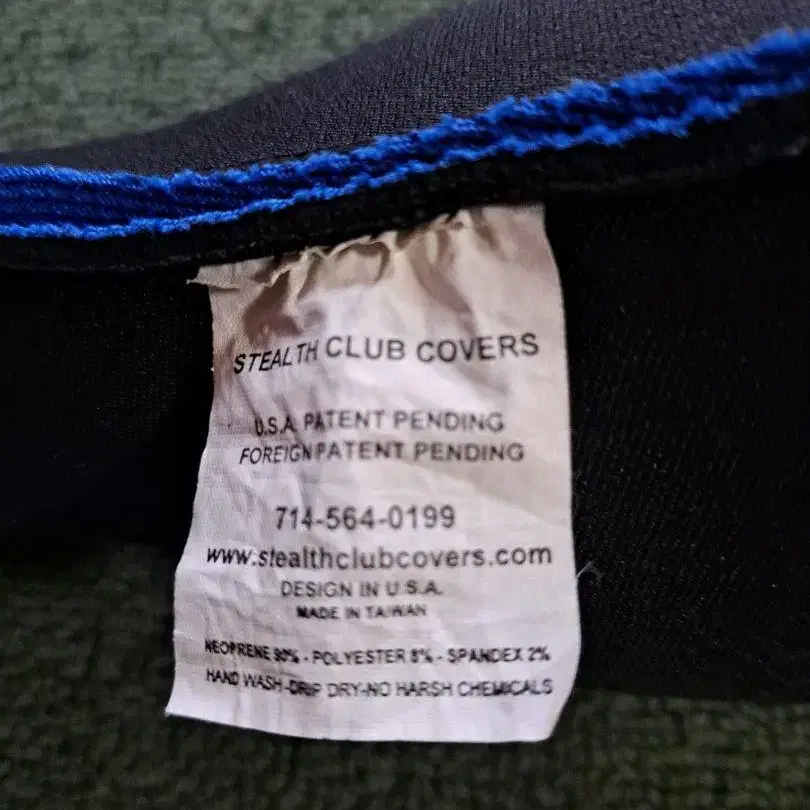 STEALTH CLUB COVERS
U.S.A. PATENT PENDING
FOREIGN PATENT PENDING
714-564-0199
www.stealthclubcovers.com
DESIGN IN U.S.A.
MADE IN TAIWAN
NEOPRENE 90% - POLYESTER 8% - SPANDEX 2%
HAND WASH-DRIP DRY-NO HARSH CHEMICALS